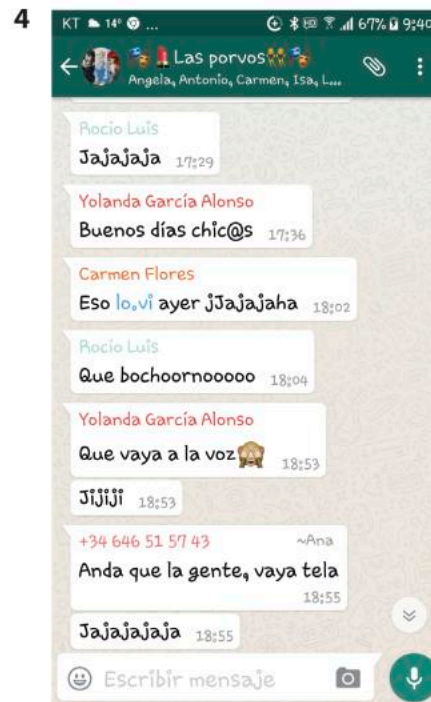 4
KT 14° ... 67% 9:40
Las porvos
Angela, Antonio, Carmen, Isa, L...
Rocio Luis
Jajajaja 17:29
Yolanda García Alonso
Buenos días chic@s 17:36
Carmen Flores
Eso lo.vi ayer jJajajaha 18:02
Rocio Luis
Que bochoornooooo 18:04
Yolanda García Alonso
Que vaya a la voz 18:53
Jijiji 18:53
+34 646 51 57 43 ~Ana
Anda que la gente, vaya tela
18:55
Jajajajaja 18:55
Escribir mensaje